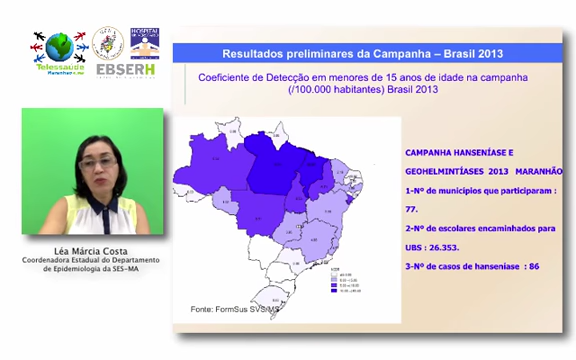 Telessaúde
Maranhão
EBSERH
Resultados preliminares da Campanha – Brasil 2013
Coeficiente de Detecção em menores de 15 anos de idade na campanha
(/100.000 habitantes) Brasil 2013
CAMPANHA HANSENÍASE E
GEOHELMINTÍASES 2013 MARANHÃO
1-Nº de municipios que participaram :
77.
2-Nº de escolares encaminhados para
UBS : 26.353.
3-Nº de casos de hanseniase : 86
Fonte: FormSus SVS/MS
Léa Márcia Costa
Coordenadora Estadual do Departamento
de Epidemiologia da SES-MA